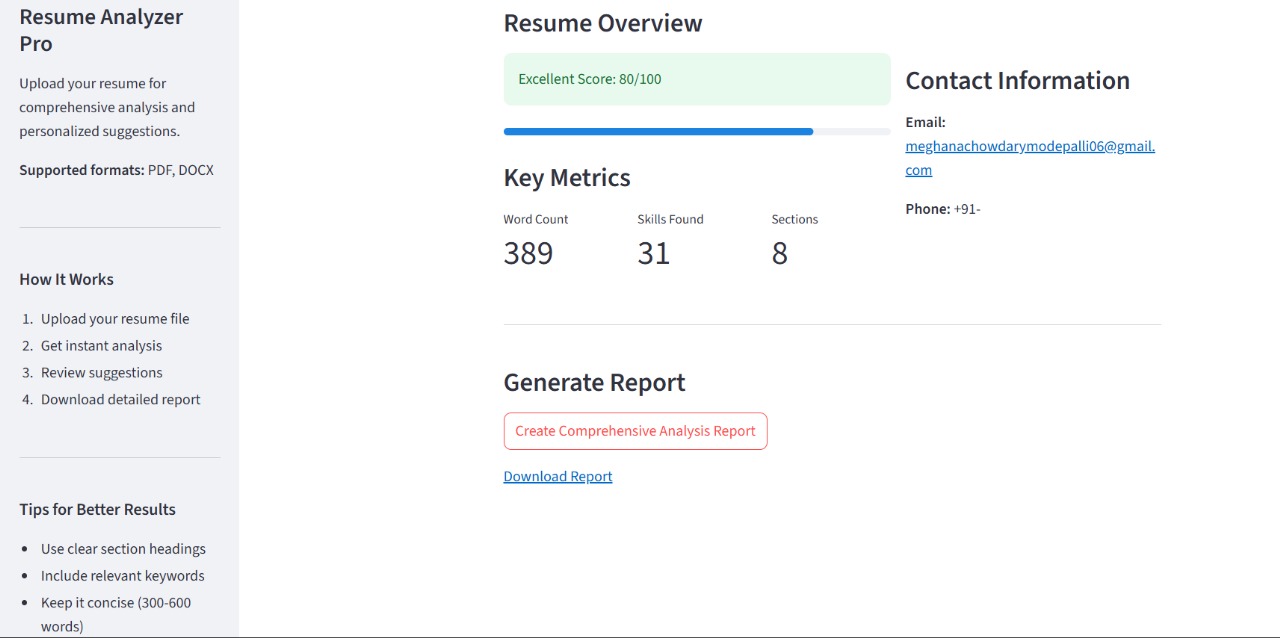 Resume Analyzer
Pro
Upload your resume for
comprehensive analysis and
personalized suggestions.
Supported formats: PDF, DOCX
How It Works
1. Upload your resume file
2. Get instant analysis
3. Review suggestions
4. Download detailed report
Tips for Better Results
• Use clear section headings
• Include relevant keywords
• Keep it concise (300-600
words)
Resume Overview
Excellent Score: 80/100
Key Metrics
Word Count Skills Found Sections
389 31 8
Contact Information
Email:
meghanachowdarymodepalli06@gmail.
com
Phone: +91-
Generate Report
Create Comprehensive Analysis Report
Download Report